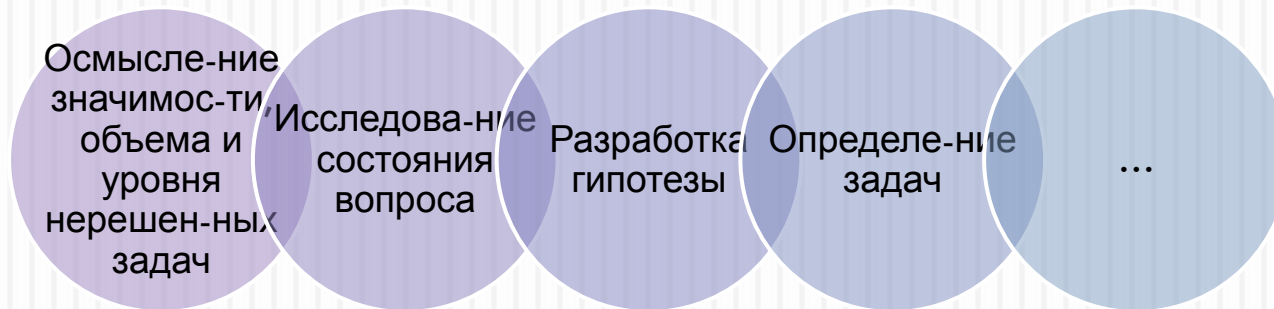 Осмысле-ние
значимос-ти,
объема и
уровня
нерешен-ных
задач
Исследова-ние
состояния
вопроса
Разработка
гипотезы
Определе-ние
задач
...